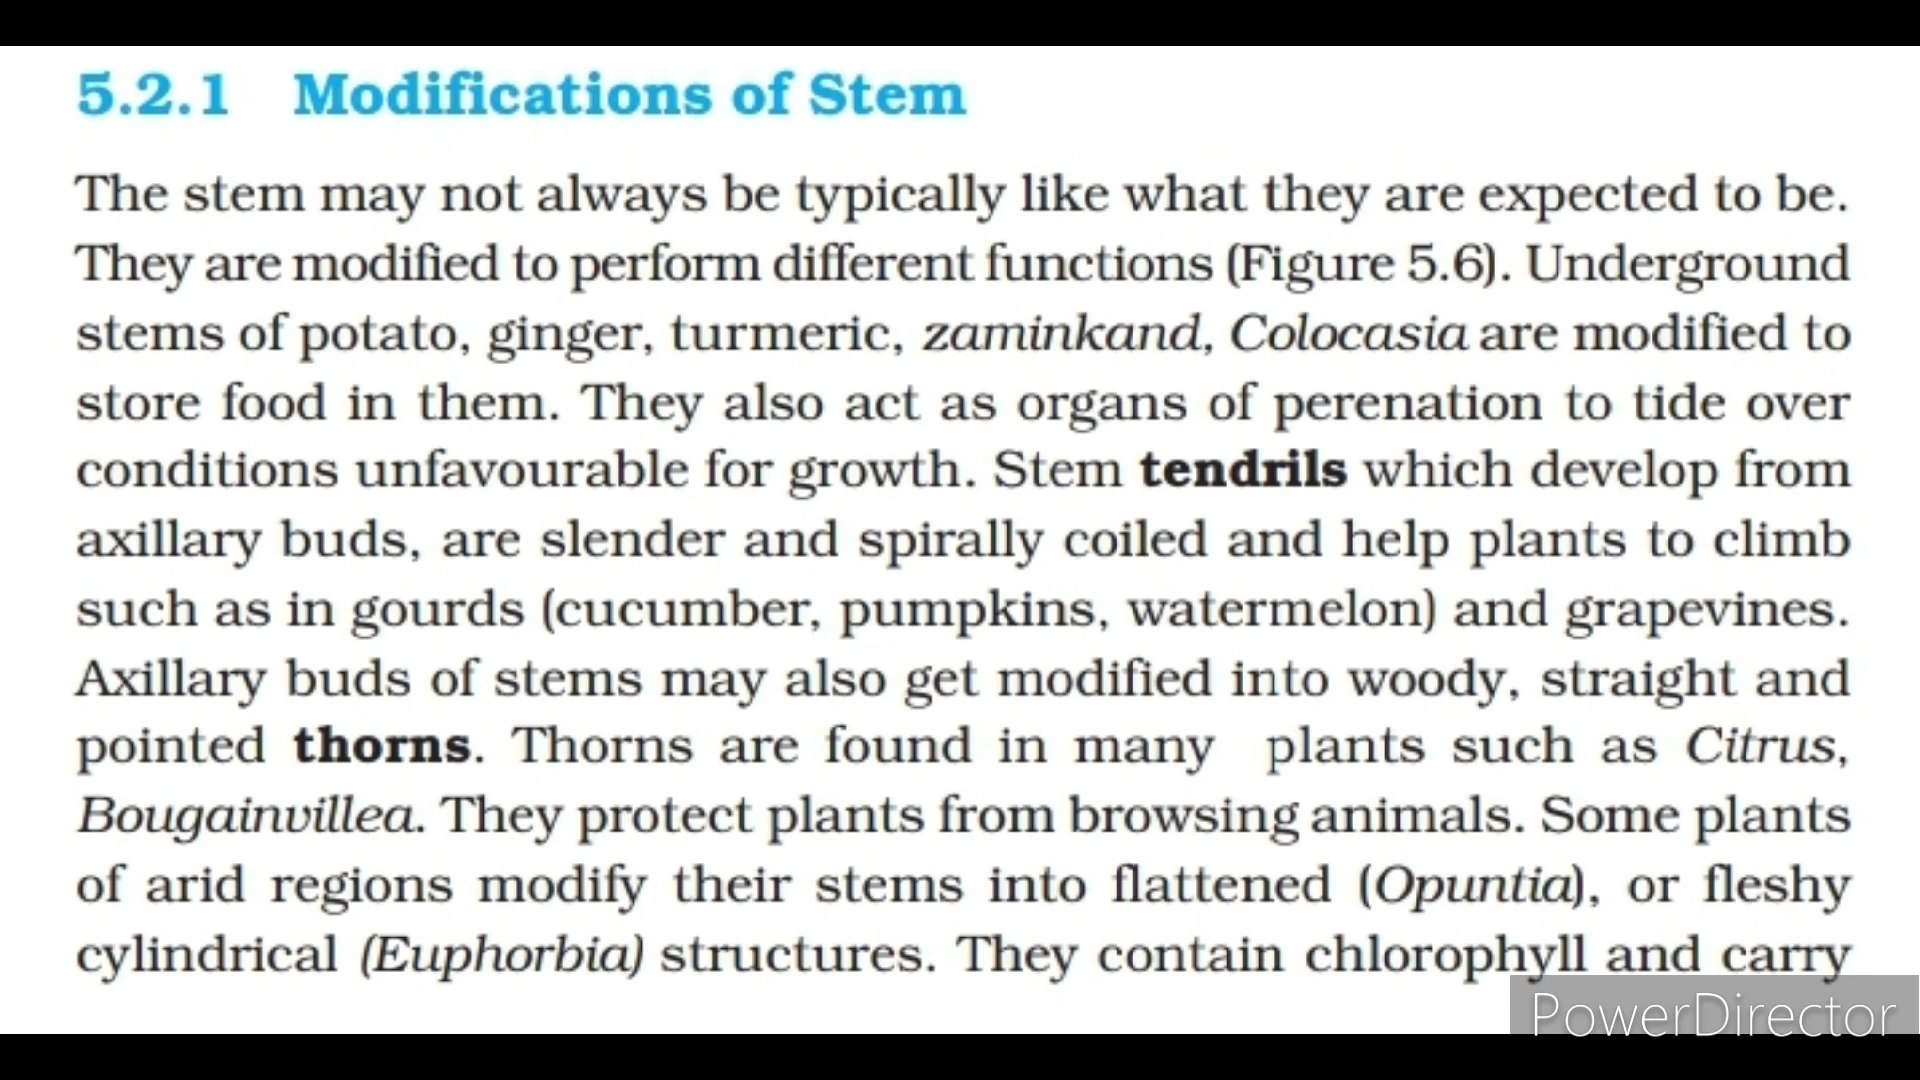 5.2.1 Modifications of Stem
The stem may not always be typically like what they are expected to be.
They are modified to perform different functions (Figure 5.6). Underground
stems of potato, ginger, turmeric, zaminkand, Colocasia are modified to
store food in them. They also act as organs of perenation to tide over
conditions unfavourable for growth. Stem tendrils which develop from
axillary buds, are slender and spirally coiled and help plants to climb
such as in gourds (cucumber, pumpkins, watermelon) and grapevines.
Axillary buds of stems may also get modified into woody, straight and
pointed thorns. Thorns are found in many plants such as Citrus,
Bougainvillea. They protect plants from browsing animals. Some plants
of arid regions modify their stems into flattened (Opuntia), or fleshy
cylindrical (Euphorbia) structures. They contain chlorophyll and carry
PowerDirector